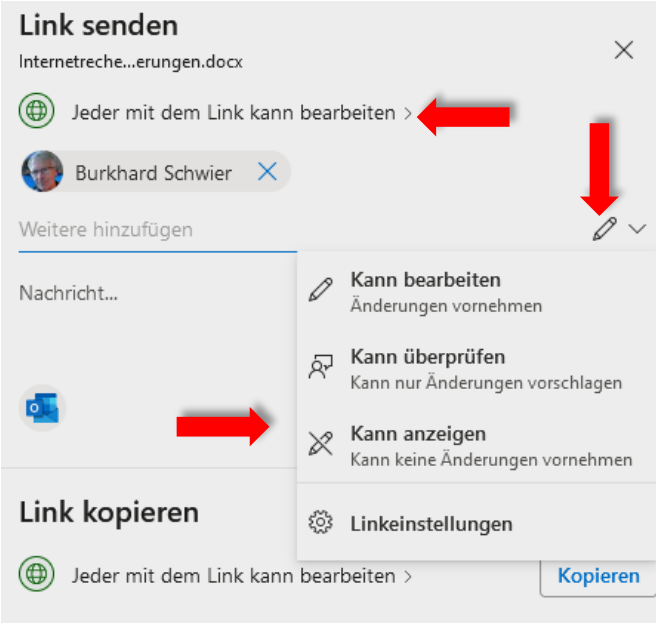 Link senden
Internetreche...erungen.docx
Jeder mit dem Link kann bearbeiten >
Burkhard Schwier
Weitere hinzufügen
Nachricht...
Kann bearbeiten
Änderungen vornehmen
Kann überprüfen
Kann nur Änderungen vorschlagen
Kann anzeigen
Kann keine Änderungen vornehmen
Linkeinstellungen
Link kopieren
Jeder mit dem Link kann bearbeiten >
Kopieren